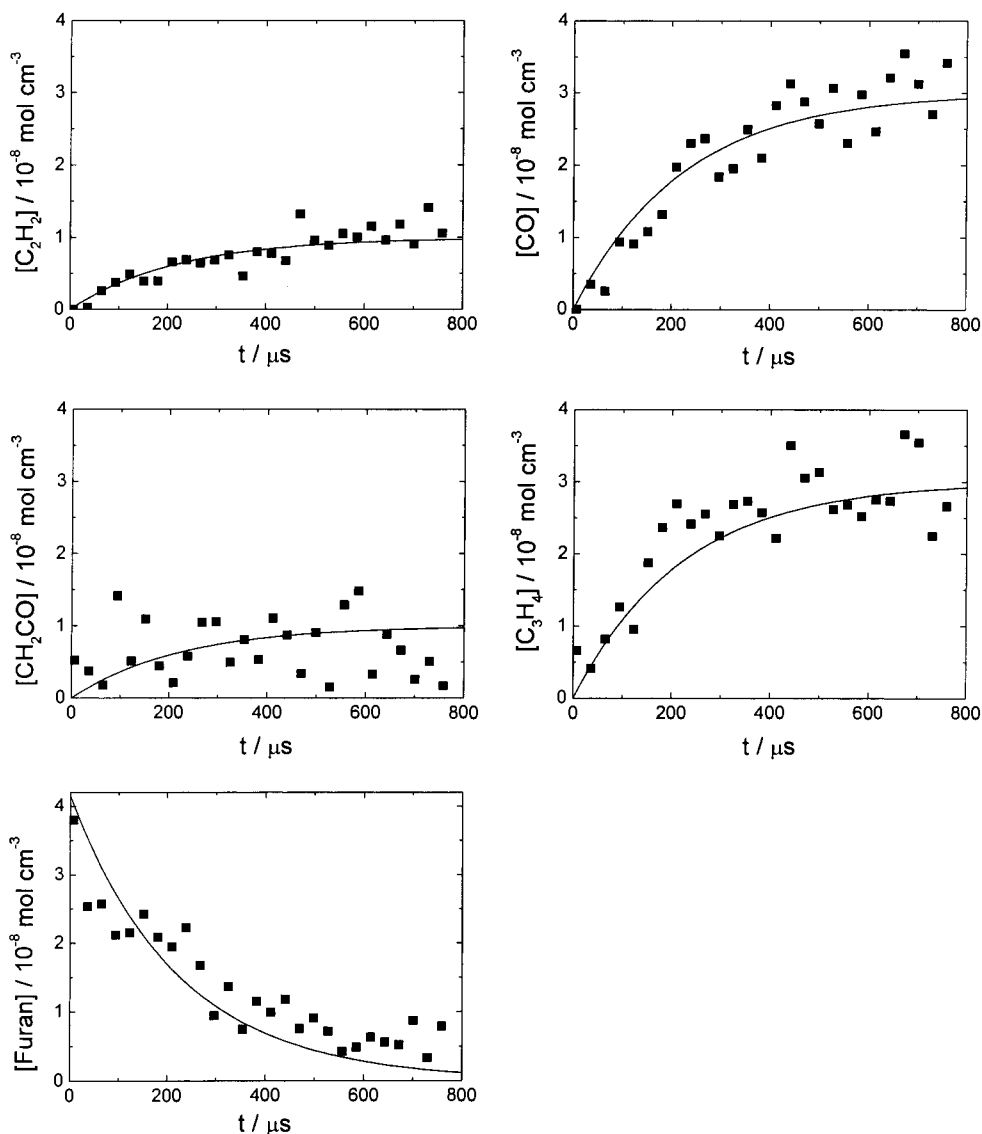 4
3
2
1
0
0 200 400 600 800
[C₂H₂] / 10⁻⁸ mol cm⁻³
t / μs
4
3
2
1
0
0 200 400 600 800
[CO] / 10⁻⁸ mol cm⁻³
t / μs
4
3
2
1
0
0 200 400 600 800
[CH₂CO] / 10⁻⁸ mol cm⁻³
t / μs
4
3
2
1
0
0 200 400 600 800
[C₃H₄] / 10⁻⁸ mol cm⁻³
t / μs
4
3
2
1
0
0 200 400 600 800
[Furan] / 10⁻⁸ mol cm⁻³
t / μs